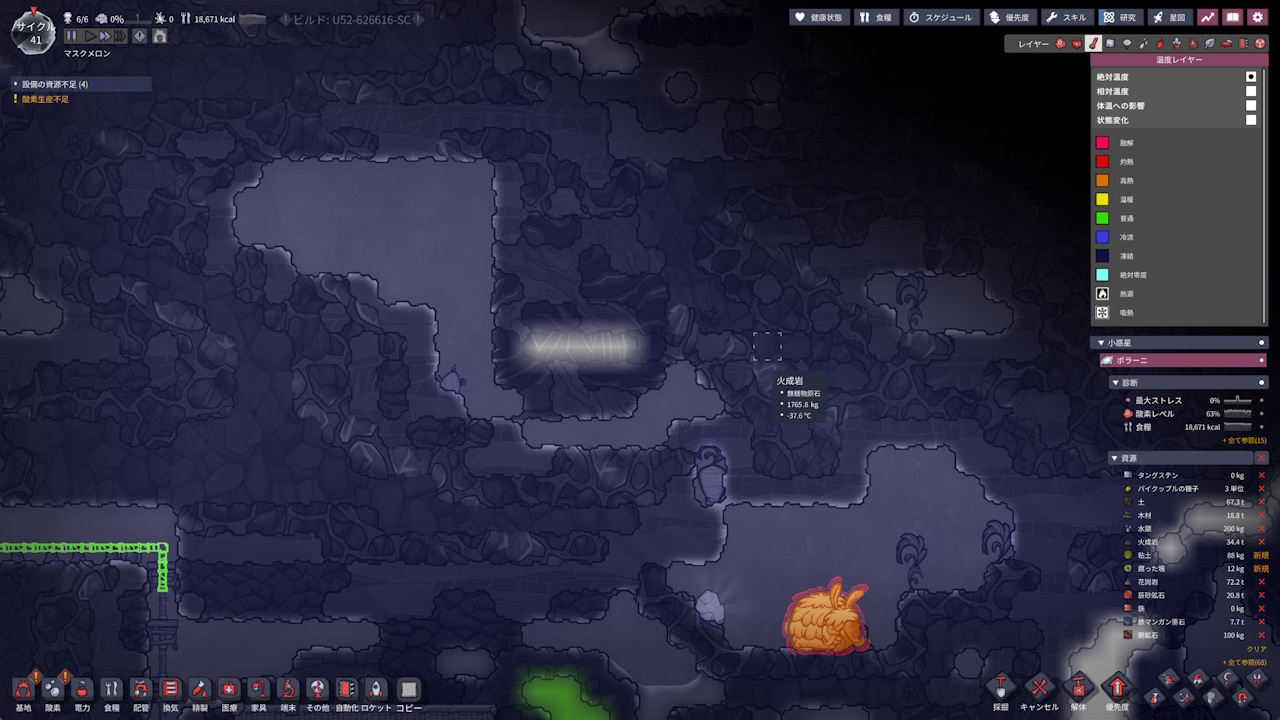 サイクル
41
6/6
0%
0
18,671 kcal
ビルド: U52-626616-SC
マスクメロン
設備の資源不足 (4)
酸素生産不足
健康状態
食糧
スケジュール
優先度
スキル
研究
星図
レイヤー
温度レイヤー
絶対温度
相対温度
体温への影響
状態変化
融解
灼熱
高熱
温暖
普通
冷涼
凍結
絶対零度
熱源
吸熱
火成岩
無機物原石
1765.8 kg
-37.6 ℃
小惑星
ボラーニ
診断
最大ストレス 0%
酸素レベル 63%
食糧 18,671 kcal
+ 全て参照(15)
資源
タングステン 0 kg
パイクップルの種子 3 単位
土 67.3 t
木材 18.8 t
水銀 200 kg
火成岩 34.4 t
粘土 88 kg 新規
腐った塊 12 kg 新規
花崗岩 72.2 t
辰砂鉱石 20.8 t
鉄 0 kg
鉄マンガン重石 7.7 t
銅鉱石 100 kg
クリア
+ 全て参照(68)
基地
酸素
電力
食糧
配管
換気
精製
医療
家具
端末
その他
自動化
ロケット
コピー
採掘
キャンセル
解体
優先度